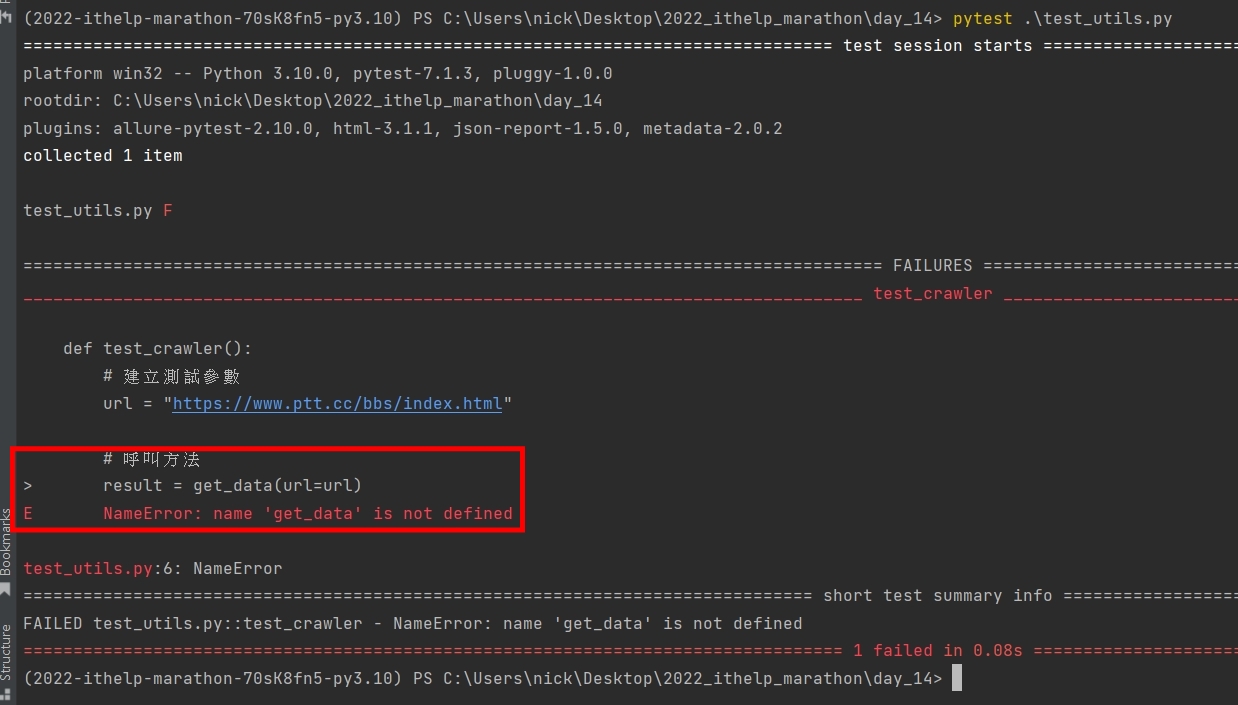 (2022-ithelp-marathon-70sK8fn5-py3.10) PS C:\Users\nick\Desktop\2022_ithelp_marathon\day_14> pytest .\test_utils.py
================================================================================= test session starts ====================
platform win32 -- Python 3.10.0, pytest-7.1.3, pluggy-1.0.0
rootdir: C:\Users\nick\Desktop\2022_ithelp_marathon\day_14
plugins: allure-pytest-2.10.0, html-3.1.1, json-report-1.5.0, metadata-2.0.2
collected 1 item
test_utils.py F
====================================================================================== FAILURES ==========================
____________________________________________________________________________________ test_crawler ________________________
def test_crawler():
# 建立測試參數
url = "https://www.ptt.cc/bbs/index.html"
# 呼叫方法
> result = get_data(url=url)
E NameError: name 'get_data' is not defined
test_utils.py:6: NameError
=============================================================================== short test summary info ==================
FAILED test_utils.py::test_crawler - NameError: name 'get_data' is not defined
================================================================================== 1 failed in 0.08s =====================
(2022-ithelp-marathon-70sK8fn5-py3.10) PS C:\Users\nick\Desktop\2022_ithelp_marathon\day_14>
Bookmarks
Structure